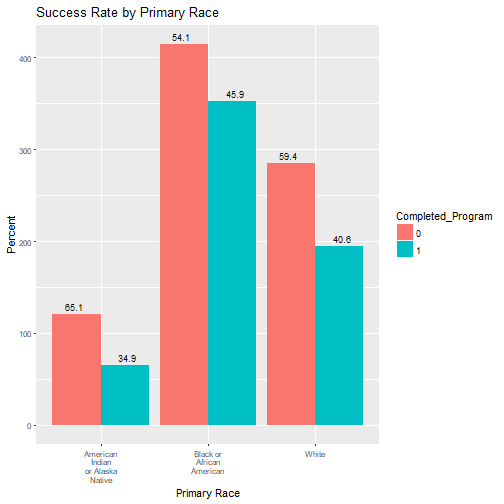 Success Rate by Primary Race
Percent
400
300
200
100
0
65.1
34.9
54.1
45.9
59.4
40.6
American
Indian
or Alaska
Native
Black or
African
American
White
Primary Race
Completed_Program
0
1